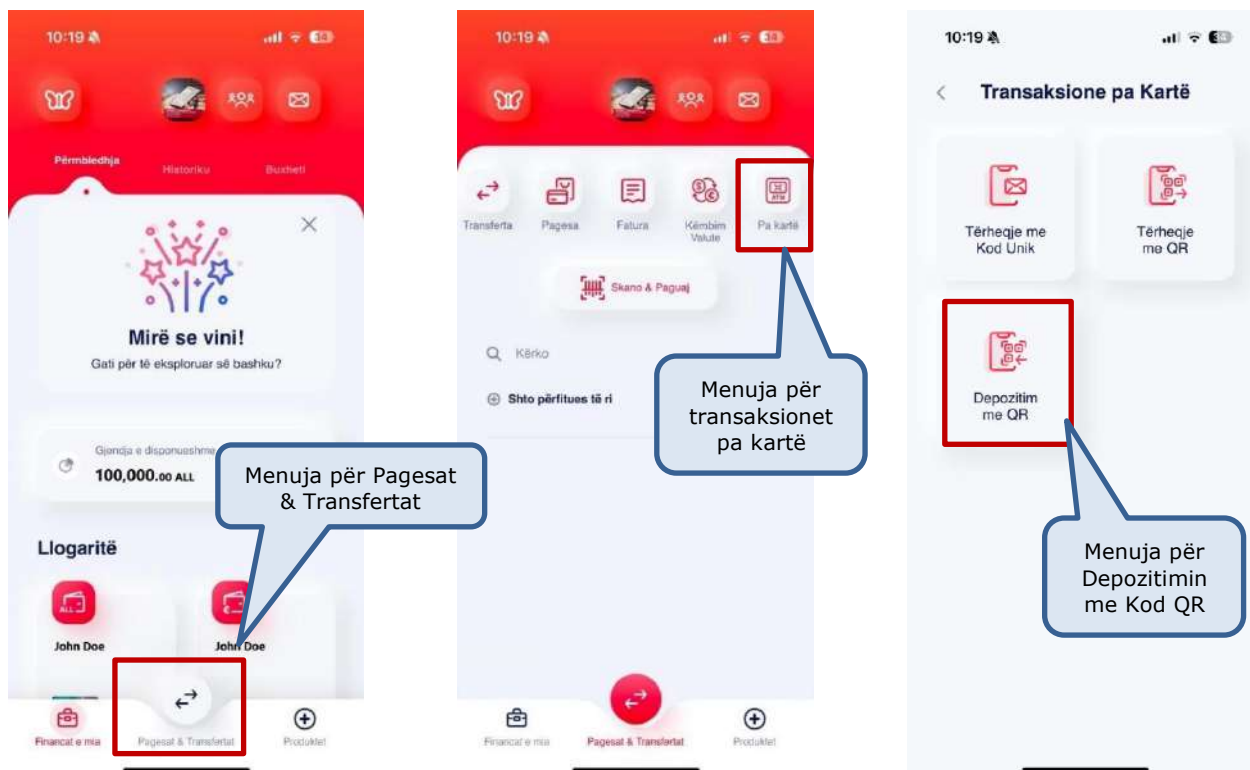 10:19
Përmbledhja
Historiku
Buxheti
Mirë se vini!
Gati për të eksploruar së bashku?
Gjendja e disponueshme
100,000.00 ALL
Menuja për Pagesat
& Transfertat
Llogaritë
ALL
John Doe
€
John Doe
Financat e mia
Pagesat & Transfertat
Produktet
10:19
Transferta
Pagesa
Fatura
Këmbim
Valute
ATM
Pa kartë
Skano & Paguaj
Kërko
Shto përfitues të ri
Menuja për
transaksionet
pa kartë
Financat e mia
Pagesat & Transfertat
Produktet
10:19
Transaksione pa Kartë
Tërheqje me
Kod Unik
Tërheqje
me QR
Depozitim
me QR
Menuja për
Depozitimin
me Kod QR